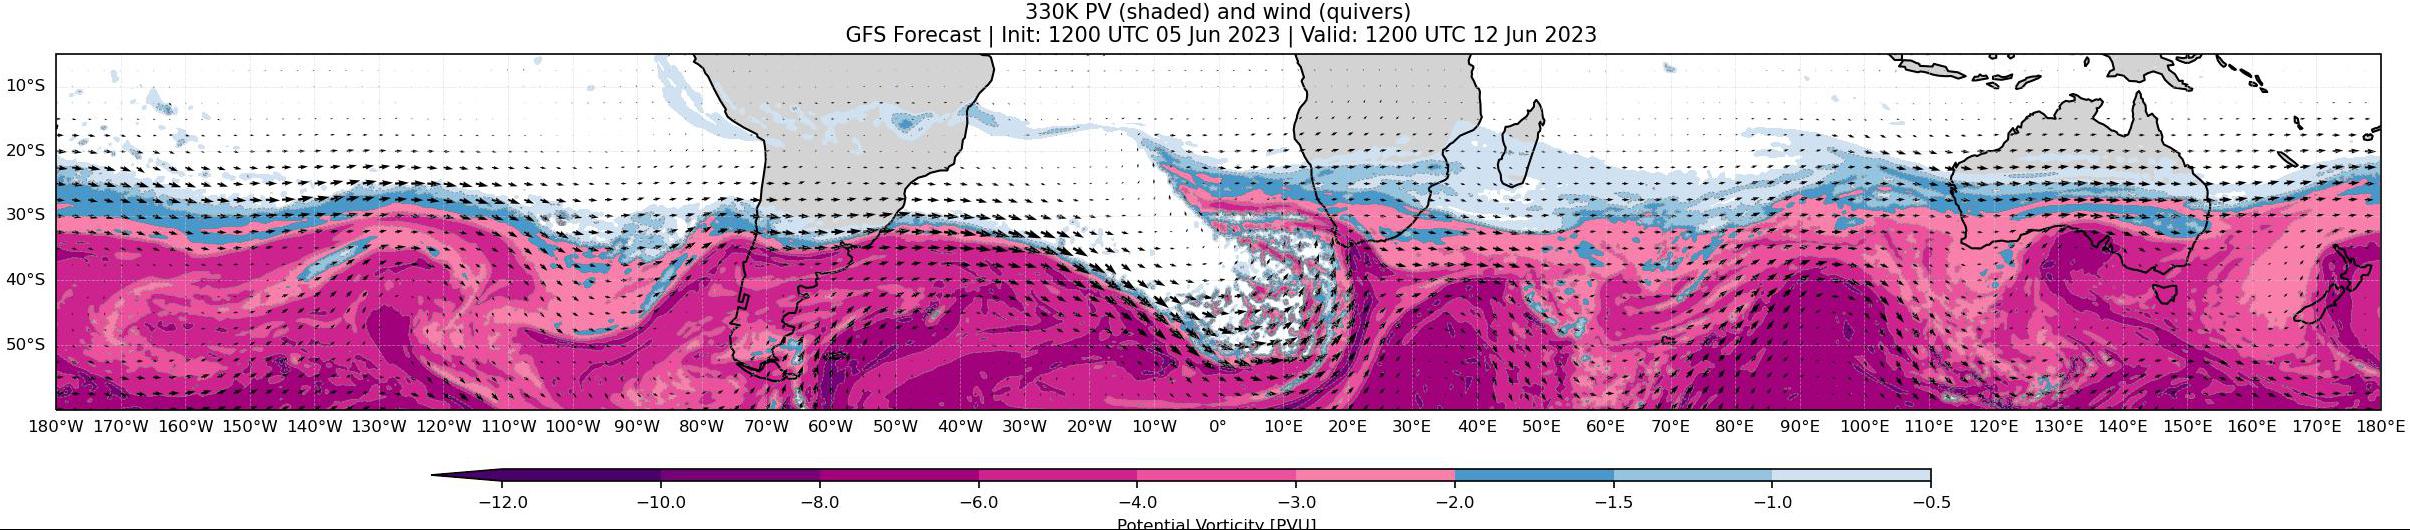 330K PV (shaded) and wind (quivers)
GFS Forecast | Init: 1200 UTC 05 Jun 2023 | Valid: 1200 UTC 12 Jun 2023
10°S
20°S
30°S
40°S
50°S
180°W 170°W 160°W 150°W 140°W 130°W 120°W 110°W 100°W 90°W 80°W 70°W 60°W 50°W 40°W 30°W 20°W 10°W 0° 10°E 20°E 30°E 40°E 50°E 60°E 70°E 80°E 90°E 100°E 110°E 120°E 130°E 140°E 150°E 160°E 170°E 180°E
−12.0 −10.0 −8.0 −6.0 −4.0 −3.0 −2.0 −1.5 −1.0 −0.5
Potential Vorticity [PVU]